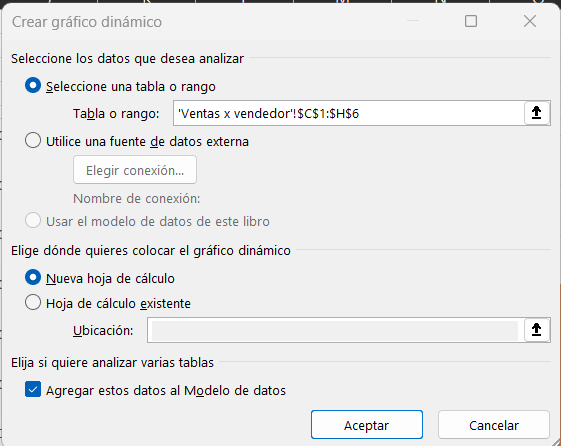 Crear gráfico dinámico
Seleccione los datos que desea analizar
Seleccione una tabla o rango
Tabla o rango: 'Ventas x vendedor'!$C$1:$H$6
Utilice una fuente de datos externa
Elegir conexión...
Nombre de conexión:
Usar el modelo de datos de este libro
Elige dónde quieres colocar el gráfico dinámico
Nueva hoja de cálculo
Hoja de cálculo existente
Ubicación:
Elija si quiere analizar varias tablas
Agregar estos datos al Modelo de datos
Aceptar Cancelar